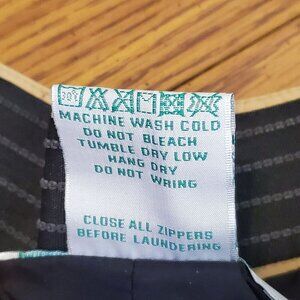 30°
MACHINE WASH COLD
DO NOT BLEACH
TUMBLE DRY LOW
HANG DRY
DO NOT WRING
CLOSE ALL ZIPPERS
BEFORE LAUNDERING